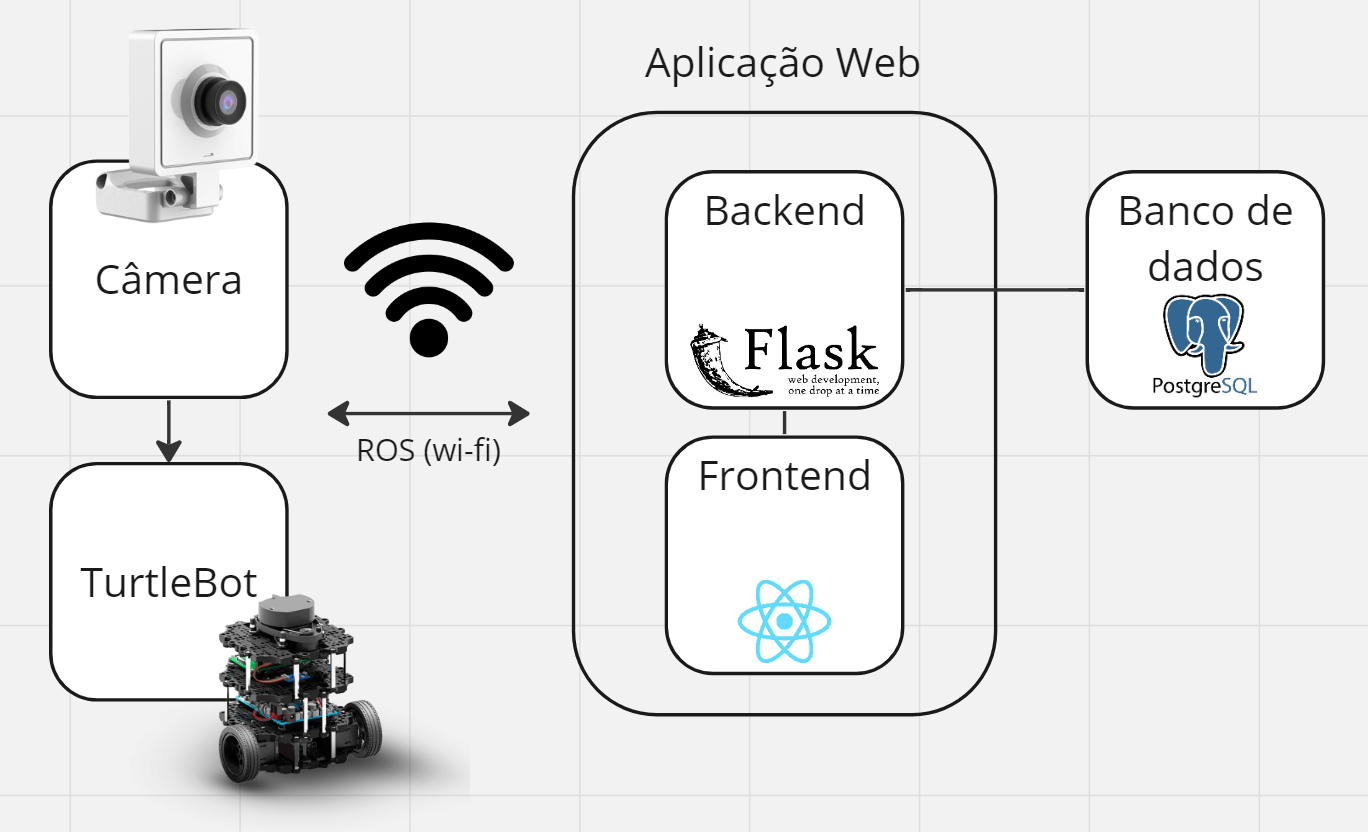 Aplicação Web
Câmera
TurtleBot
ROS (wi-fi)
Backend
Flask
web development,
one drop at a time
Frontend
Banco de
dados
PostgreSQL